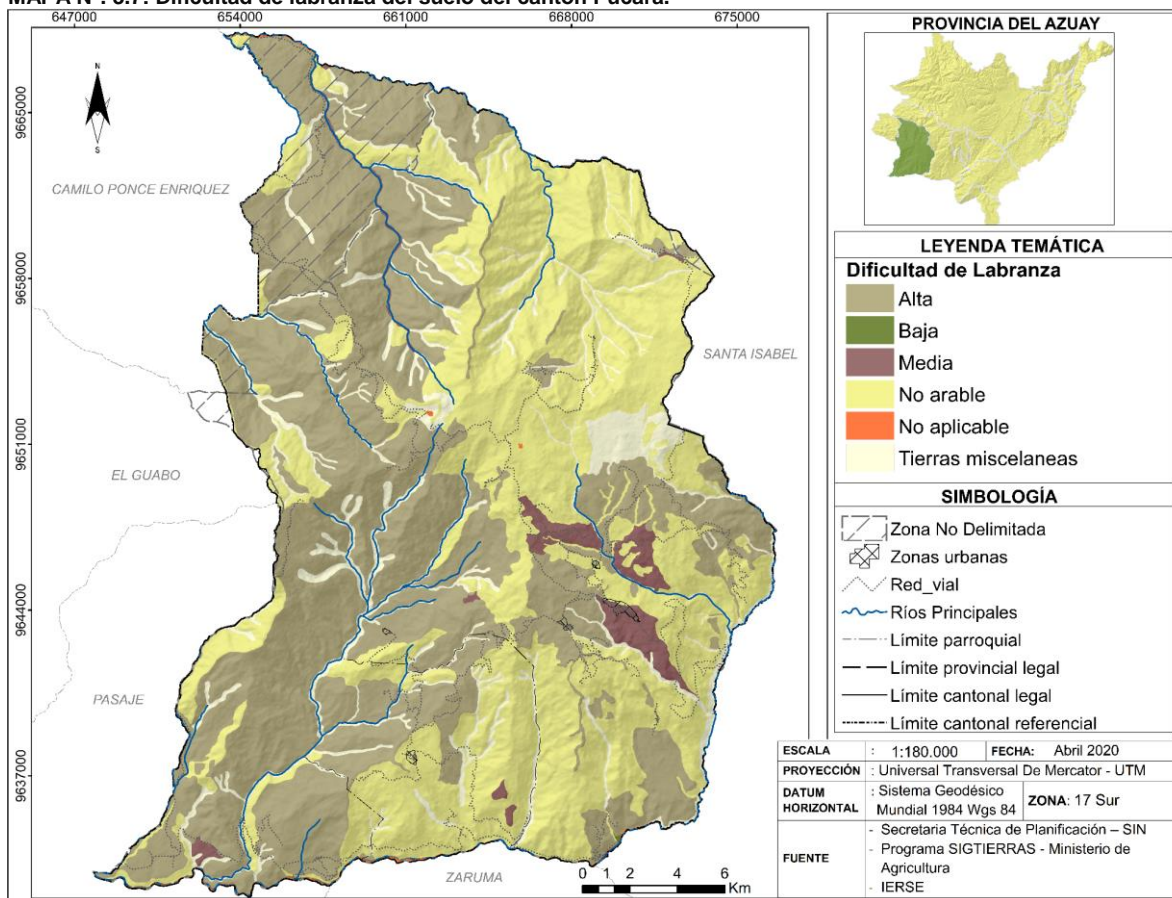 MAPA Nº. 3.7: Dificultad de labranza del suelo del cantón Pucará.
647000 654000 661000 668000 675000
9665000
9658000
9651000
9644000
9637000
N
S
CAMILO PONCE ENRIQUEZ
SANTA ISABEL
EL GUABO
PASAJE
ZARUMA
0 1 2 4 6
Km
PROVINCIA DEL AZUAY
LEYENDA TEMÁTICA
Dificultad de Labranza
Alta
Baja
Media
No arable
No aplicable
Tierras miscelaneas
SIMBOLOGÍA
Zona No Delimitada
Zonas urbanas
Red_vial
Ríos Principales
Límite parroquial
Límite provincial legal
Límite cantonal legal
Límite cantonal referencial
ESCALA : 1:180.000 FECHA: Abril 2020
PROYECCIÓN : Universal Transversal De Mercator - UTM
DATUM HORIZONTAL : Sistema Geodésico
Mundial 1984 Wgs 84 ZONA: 17 Sur
FUENTE
- Secretaria Técnica de Planificación – SIN
- Programa SIGTIERRAS - Ministerio de
Agricultura
- IERSE